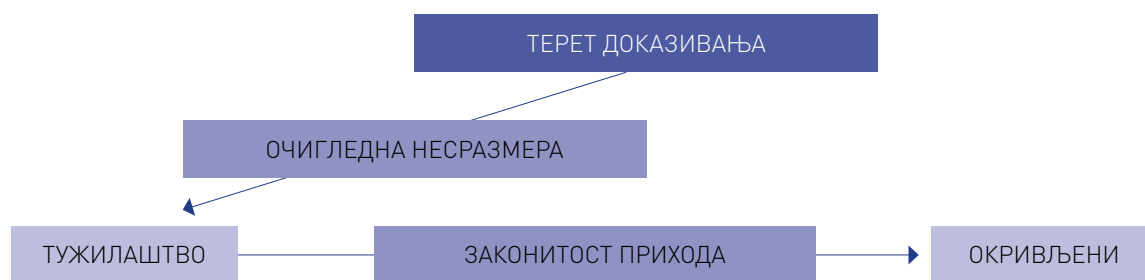 ТЕРЕТ ДОКАЗИВАЊА
ОЧИГЛЕДНА НЕСРАЗМЕРА
ТУЖИЛАШТВО
ЗАКОНИТОСТ ПРИХОДА
ОКРИВЉЕНИ